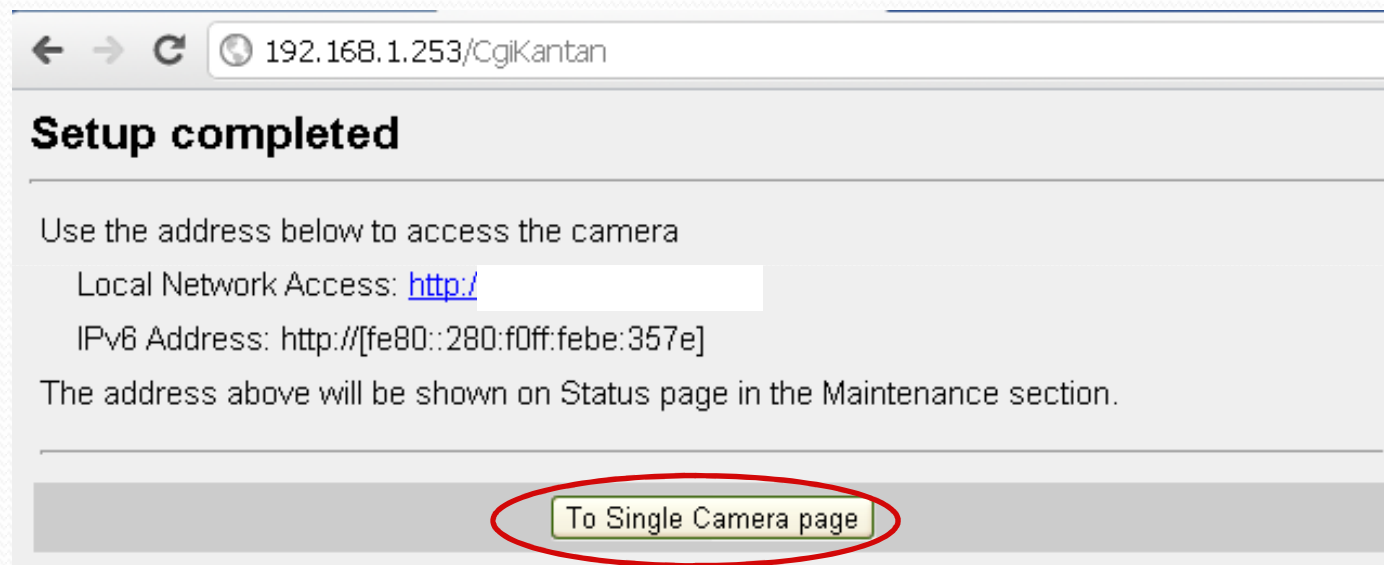 192.168.1.253/CgiKantan
Setup completed
Use the address below to access the camera
Local Network Access: http:/
IPv6 Address: http://[fe80::280:f0ff:febe:357e]
The address above will be shown on Status page in the Maintenance section.
To Single Camera page